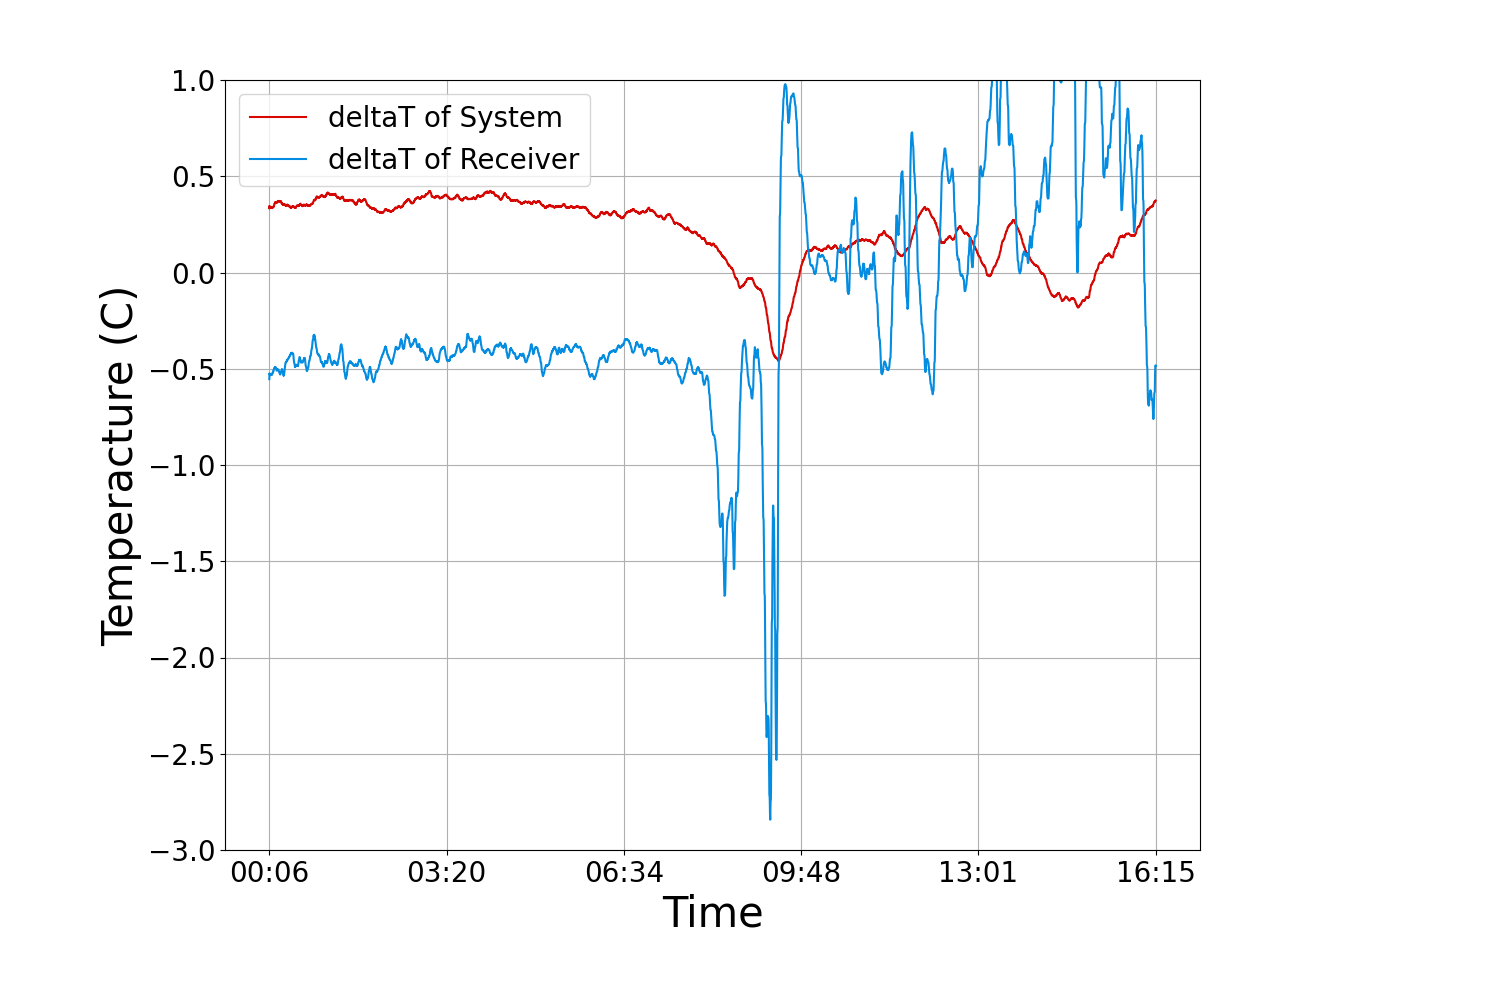 1.0
0.5
0.0
−0.5
−1.0
−1.5
−2.0
−2.5
−3.0
Temperacture (C)
deltaT of System
deltaT of Receiver
00:06 03:20 06:34 09:48 13:01 16:15
Time